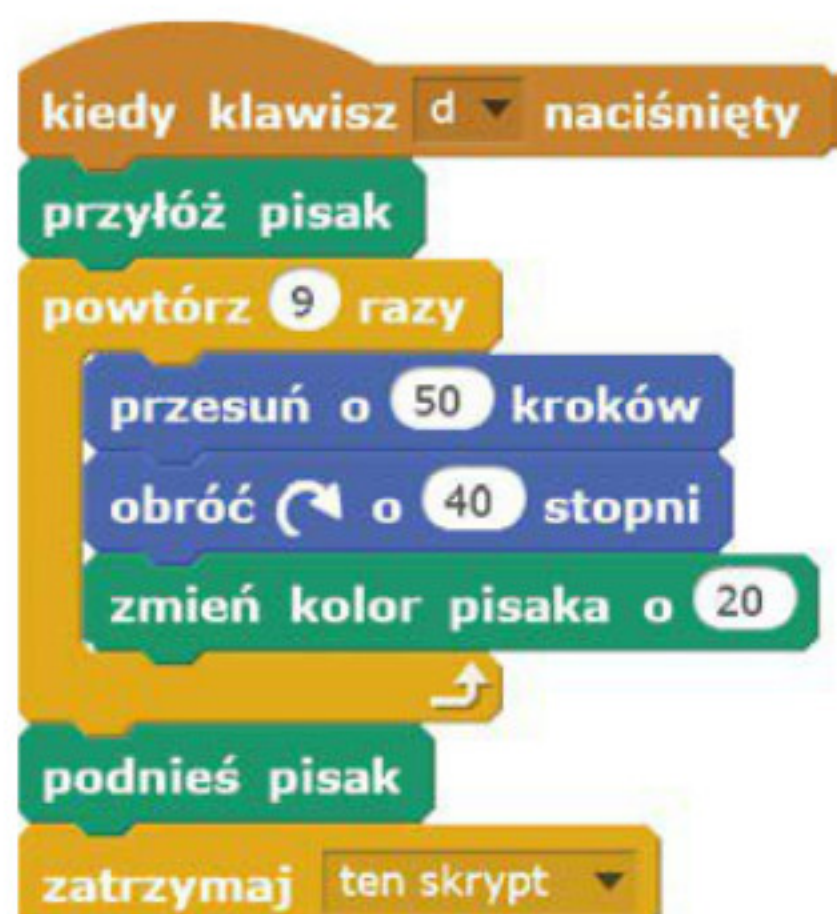 kiedy klawisz d naciśnięty
przyłóż pisak
powtórz 9 razy
przesuń o 50 kroków
obróć o 40 stopni
zmień kolor pisaka o 20
podnieś pisak
zatrzymaj ten skrypt